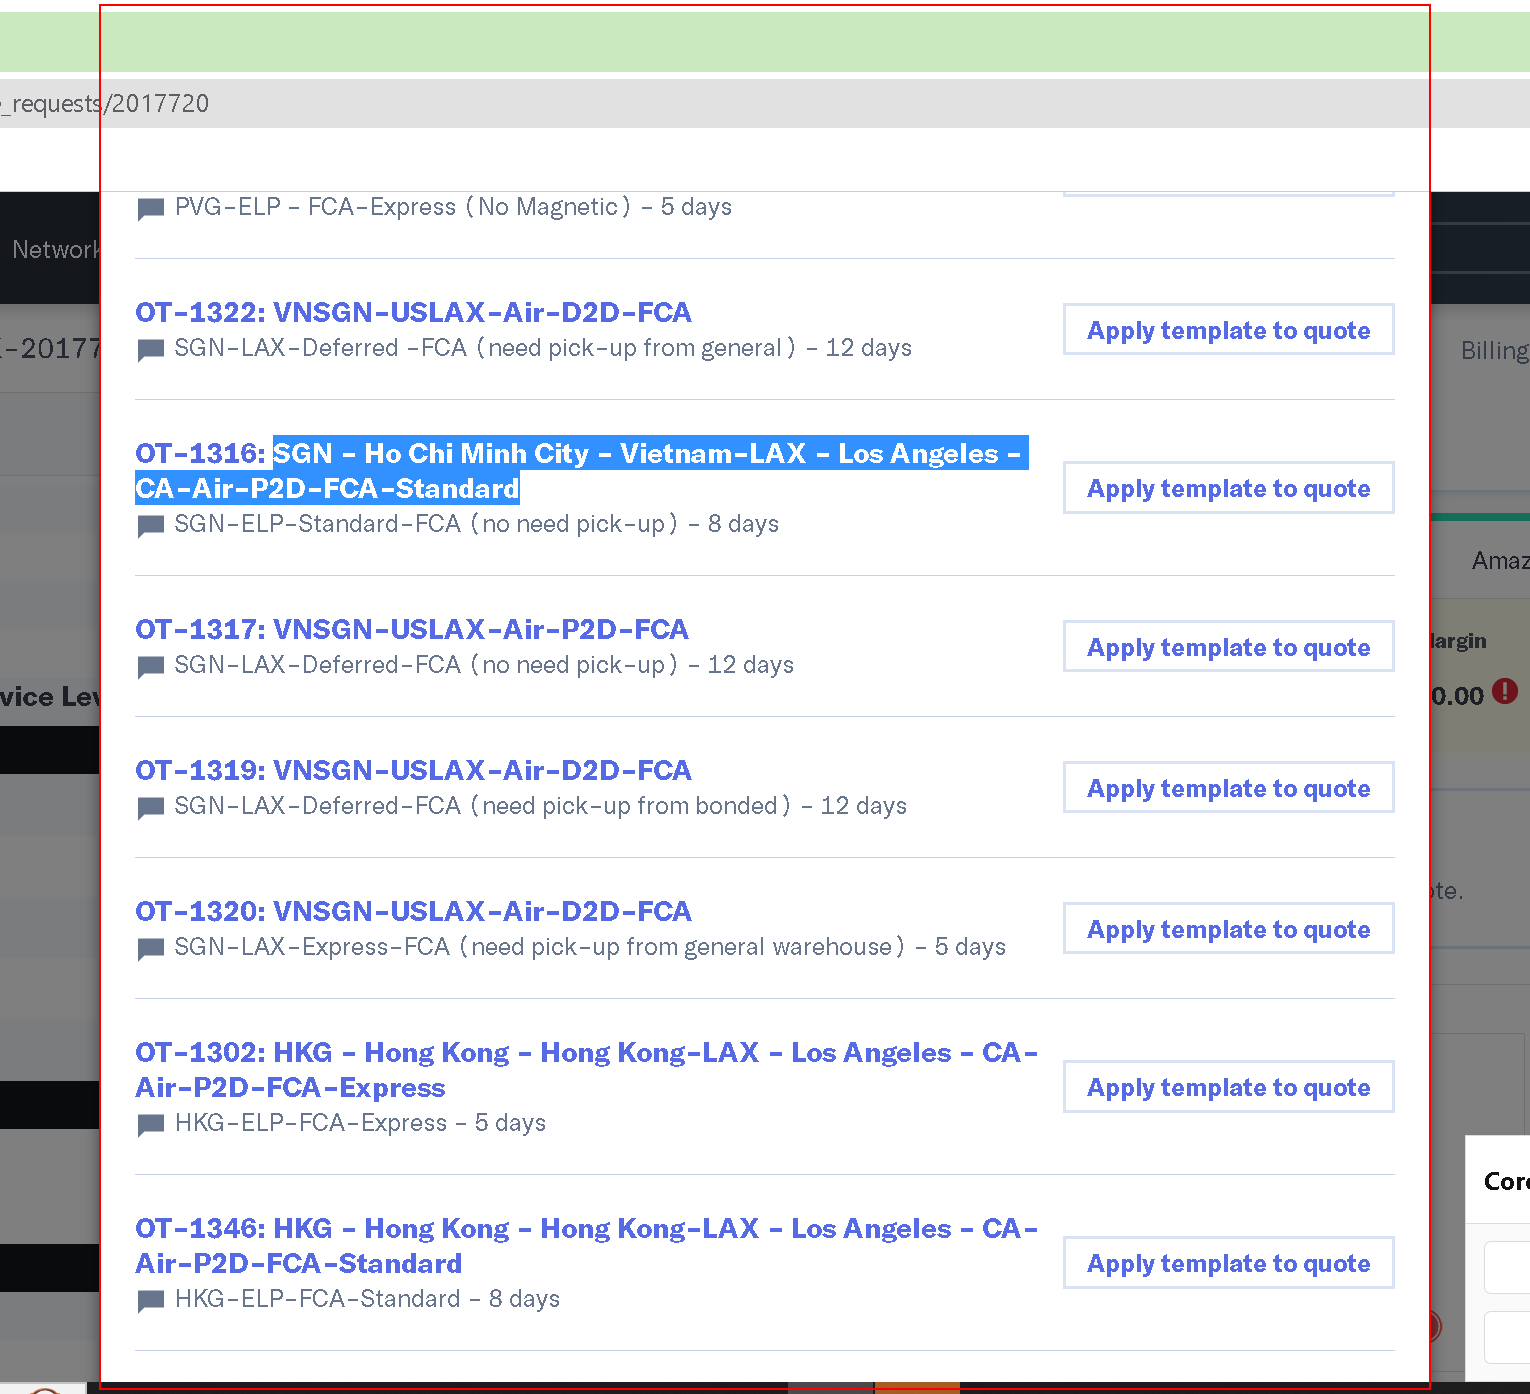 _requests/2017720
PVG-ELP - FCA-Express (No Magnetic) - 5 days
Network
OT-1322: VNSGN-USLAX-Air-D2D-FCA
SGN-LAX-Deferred -FCA (need pick-up from general) - 12 days
Apply template to quote
-20177
Billing
OT-1316: SGN - Ho Chi Minh City - Vietnam-LAX - Los Angeles -
CA-Air-P2D-FCA-Standard
SGN-ELP-Standard-FCA (no need pick-up) - 8 days
Apply template to quote
Amaz
OT-1317: VNSGN-USLAX-Air-P2D-FCA
SGN-LAX-Deferred-FCA (no need pick-up) - 12 days
Apply template to quote
largin
vice Lev
0.00
OT-1319: VNSGN-USLAX-Air-D2D-FCA
SGN-LAX-Deferred-FCA (need pick-up from bonded) - 12 days
Apply template to quote
OT-1320: VNSGN-USLAX-Air-D2D-FCA
SGN-LAX-Express-FCA (need pick-up from general warehouse) - 5 days
Apply template to quote
ote.
OT-1302: HKG - Hong Kong - Hong Kong-LAX - Los Angeles - CA-
Air-P2D-FCA-Express
HKG-ELP-FCA-Express - 5 days
Apply template to quote
Core
OT-1346: HKG - Hong Kong - Hong Kong-LAX - Los Angeles - CA-
Air-P2D-FCA-Standard
HKG-ELP-FCA-Standard - 8 days
Apply template to quote